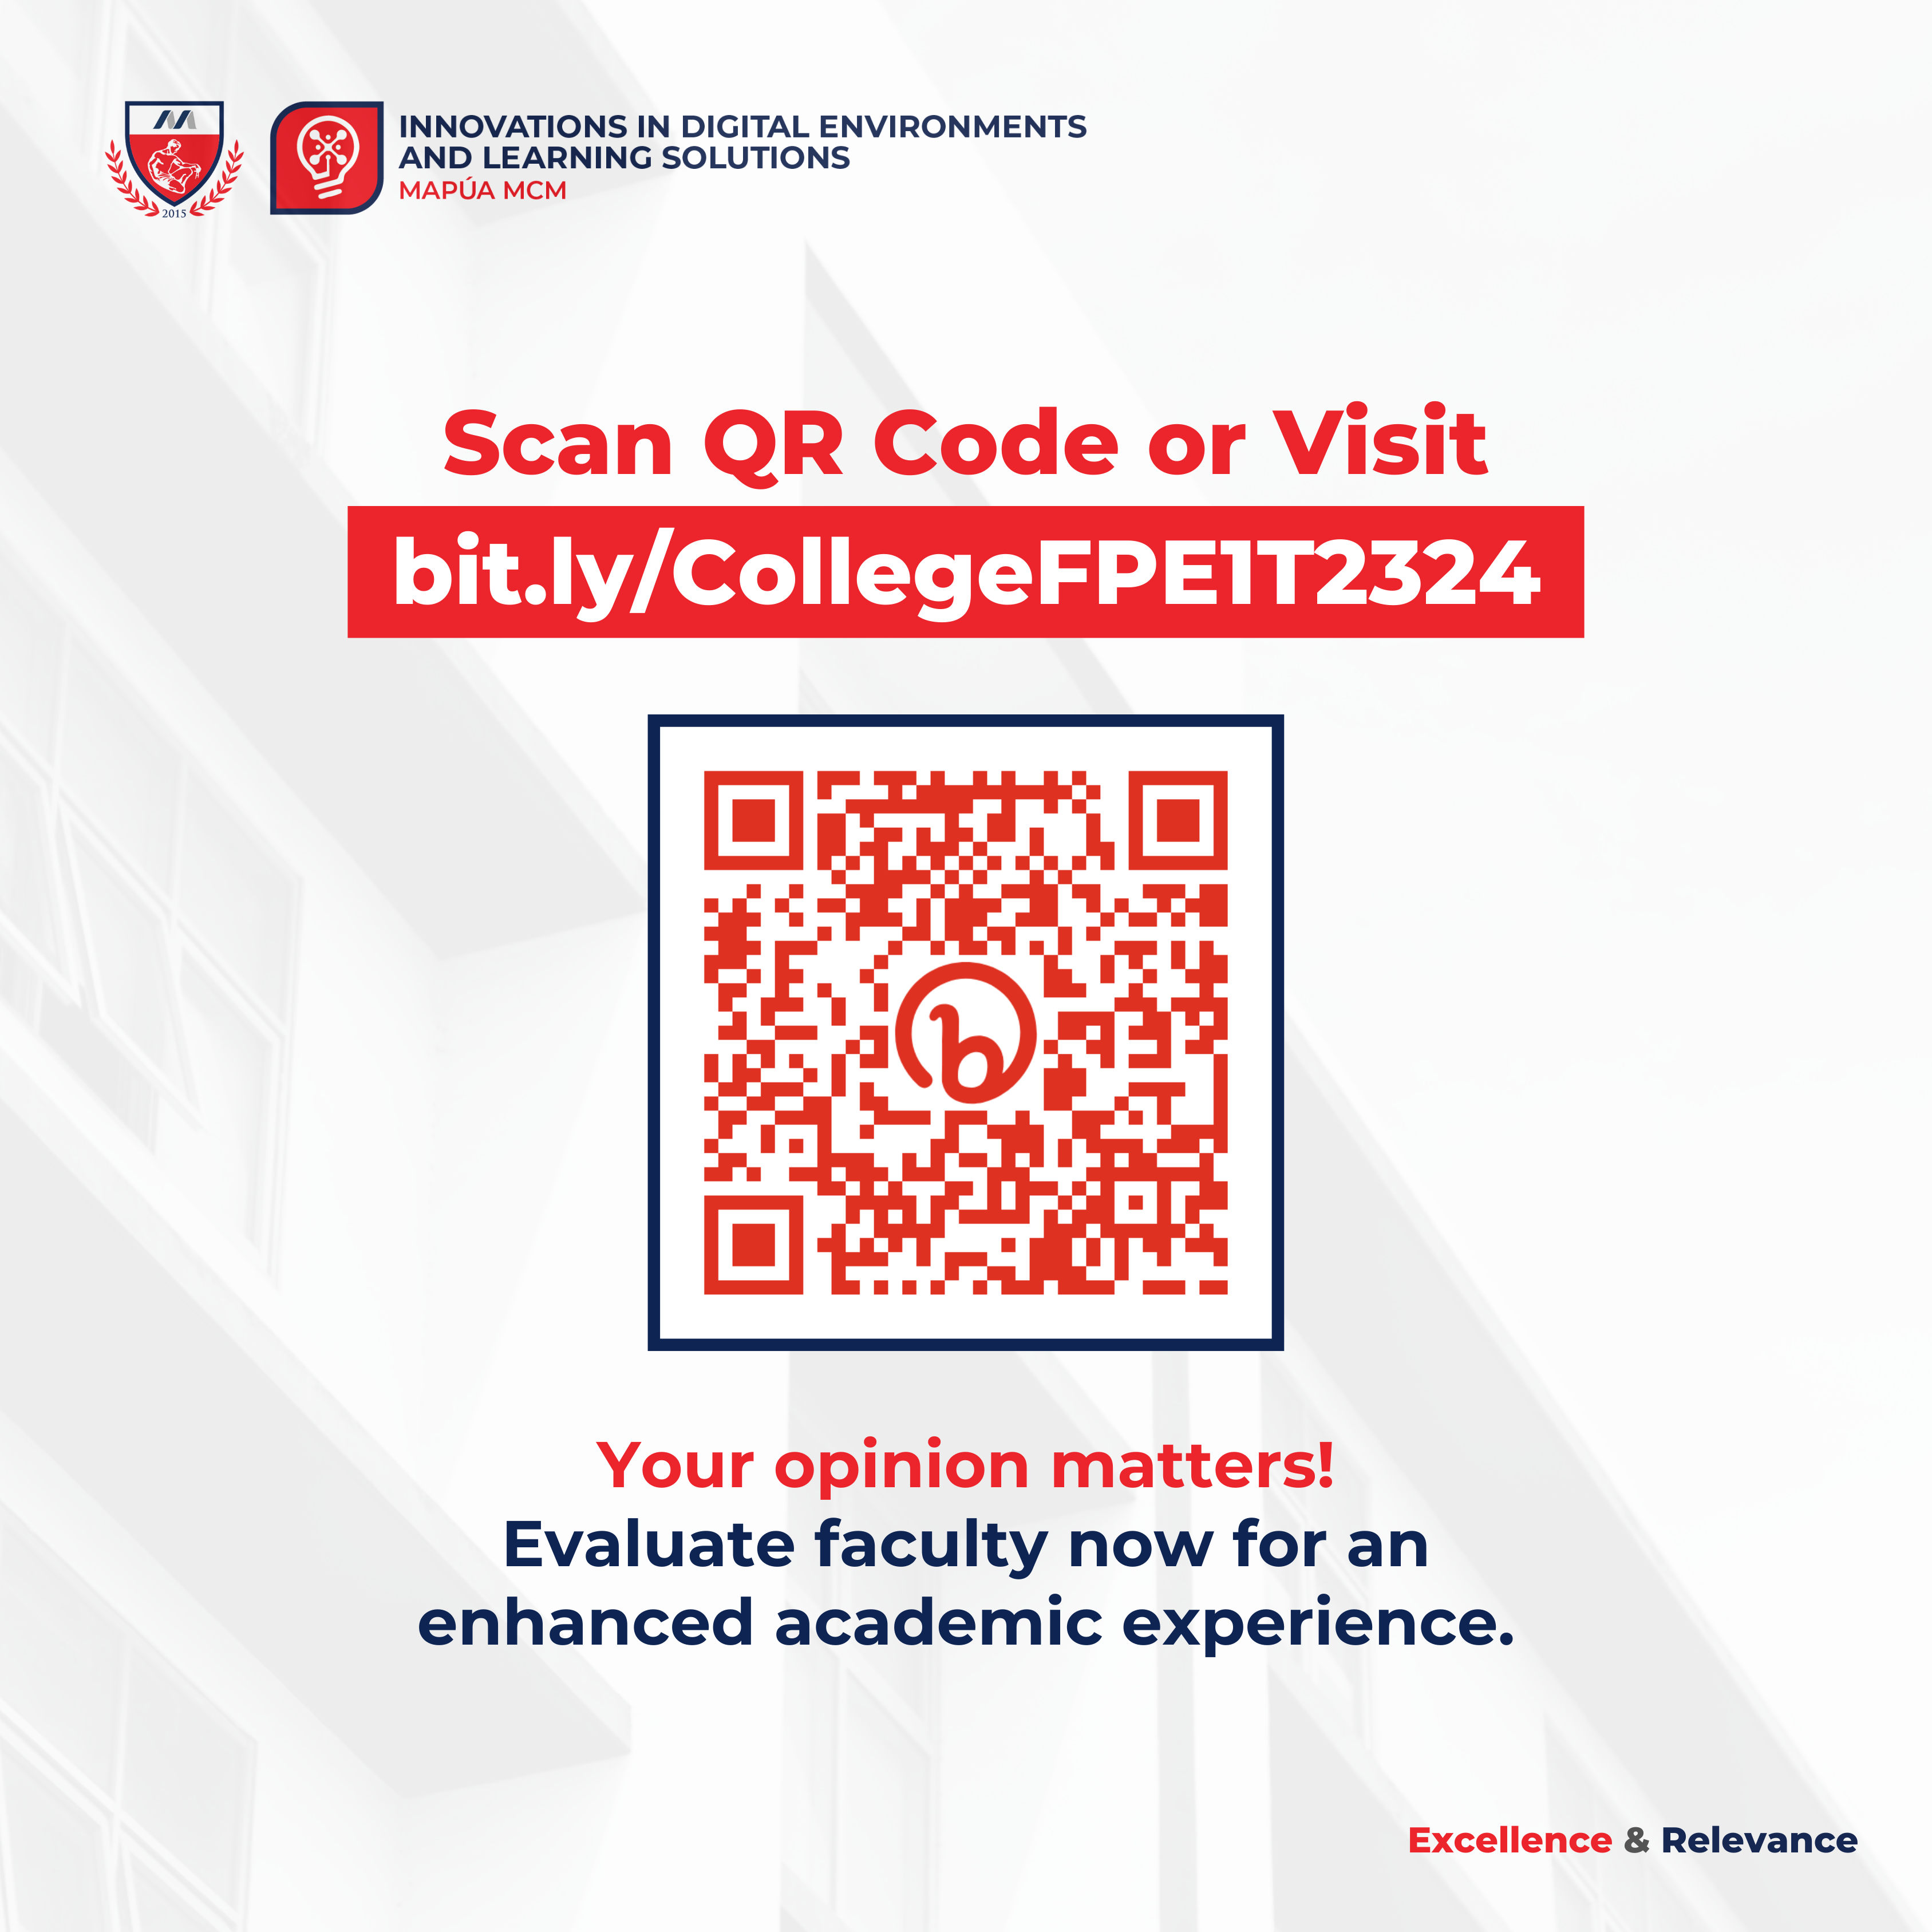 2015
INNOVATIONS IN DIGITAL ENVIRONMENTS
AND LEARNING SOLUTIONS
MAPÚA MCM
Scan QR Code or Visit
bit.ly/CollegeFPE1T2324
b
Your opinion matters!
Evaluate faculty now for an
enhanced academic experience.
Excellence & Relevance